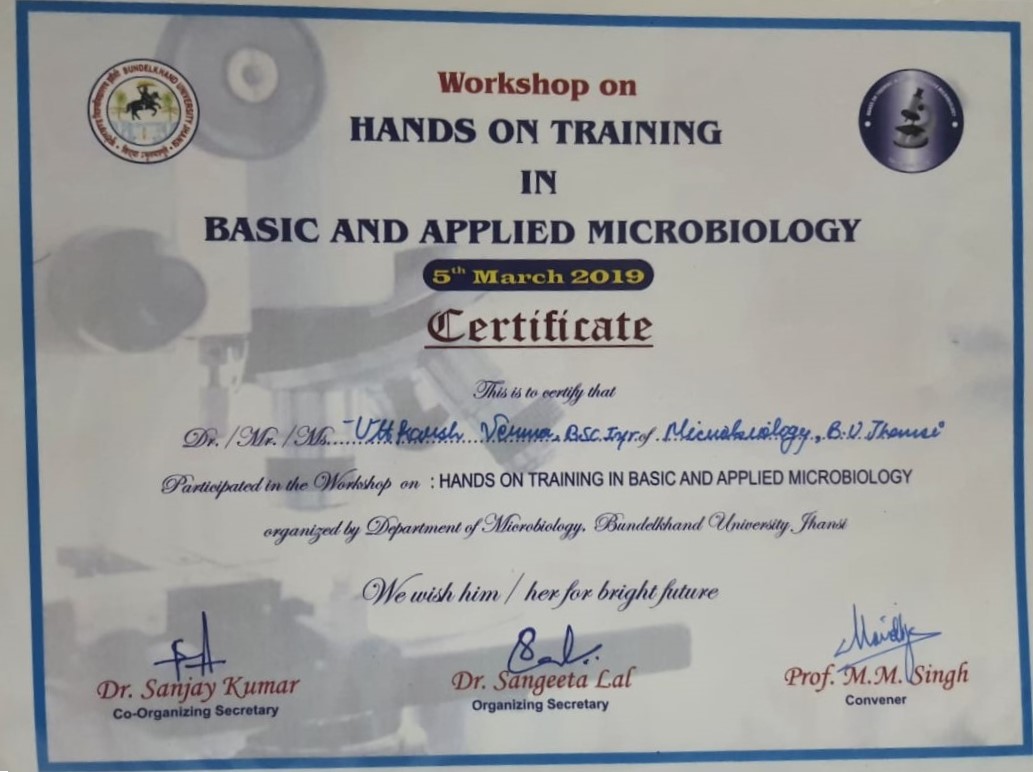 BUNDELKHAND UNIVERSITY JHANSI
Workshop on
HANDS ON TRAINING
IN
BASIC AND APPLIED MICROBIOLOGY
5th March 2019
Certificate
This is to certify that
Dr. /Mr. /Ms. Utkarsh Verma, B.Sc. Iyr. of Microbiology, B.U. Jhansi
Participated in the Workshop on : HANDS ON TRAINING IN BASIC AND APPLIED MICROBIOLOGY
organized by Department of Microbiology, Bundelkhand University Jhansi
We wish him / her for bright future
Dr. Sanjay Kumar
Co-Organizing Secretary
Dr. Sangeeta Lal
Organizing Secretary
Prof. M.M. Singh
Convener